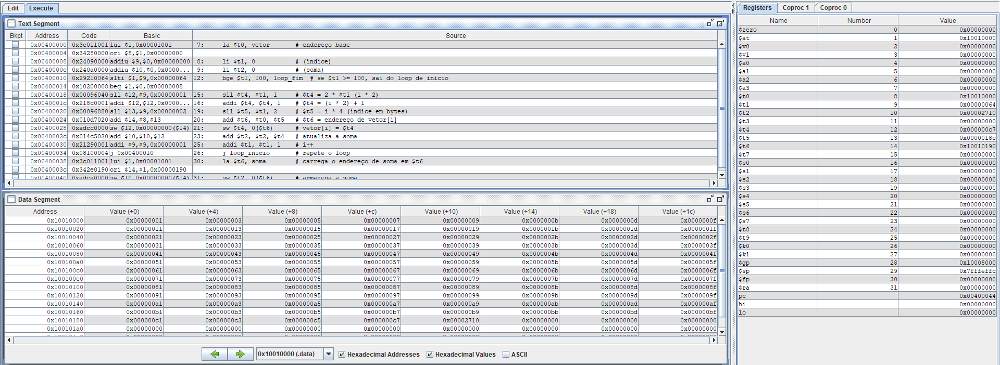 Edit Execute
Text Segment
Bkpt Address Code Basic Source
0x00400000 0x3c011001 lui $1,0x00001001 7: la $t0, vetor # endereço base
0x00400004 0x34280000 ori $8,$1,0x00000000
0x00400008 0x24090000 addiu $9,$0,0x00000000 8: li $t1, 0 # (índice)
0x0040000c 0x240a0000 addiu $10,$0,0x0000... 9: li $t2, 0 # (soma)
0x00400010 0x29210064 slti $1,$9,0x00000064 12: bge $t1, 100, loop_fim # se $t1 >= 100, sai do loop de inicio
0x00400014 0x10200008 beq $1,$0,0x00000008
0x00400018 0x00096040 sll $12,$9,0x00000001 15: sll $t4, $t1, 1 # $t4 = 2 * $t1 (i * 2)
0x0040001c 0x218c0001 addi $12,$12,0x0000... 16: addi $t4, $t4, 1 # $t4 = (i * 2) + 1
0x00400020 0x00096880 sll $13,$9,0x00000002 19: sll $t5, $t1, 2 # $t5 = i * 4 (índice em bytes)
0x00400024 0x010d7020 add $14,$8,$13 20: add $t6, $t0, $t5 # $t6 = endereço de vetor[i]
0x00400028 0xadcc0000 sw $12,0x00000000($14) 21: sw $t4, 0($t6) # vetor[i] = $t4
0x0040002c 0x014c5020 add $10,$10,$12 23: add $t2, $t2, $t4 # atualiza a soma
0x00400030 0x21290001 addi $9,$9,0x00000001 25: addi $t1, $t1, 1 # i++
0x00400034 0x08100004 j 0x00400010 26: j loop_inicio # repete o loop
0x00400038 0x3c011001 lui $1,0x00001001 30: la $t6, soma # carrega o endereço de soma em $t6
0x0040003c 0x342e0190 ori $14,$1,0x00000190
0x00400040 0xadca0000 sw $10,0x00000000($14) 31: sw $t2, 0($t6) # armazena a soma
Data Segment
Address Value (+0) Value (+4) Value (+8) Value (+c) Value (+10) Value (+14) Value (+18) Value (+1c)
0x10010000 0x00000001 0x00000003 0x00000005 0x00000007 0x00000009 0x0000000b 0x0000000d 0x0000000f
0x10010020 0x00000011 0x00000013 0x00000015 0x00000017 0x00000019 0x0000001b 0x0000001d 0x0000001f
0x10010040 0x00000021 0x00000023 0x00000025 0x00000027 0x00000029 0x0000002b 0x0000002d 0x0000002f
0x10010060 0x00000031 0x00000033 0x00000035 0x00000037 0x00000039 0x0000003b 0x0000003d 0x0000003f
0x10010080 0x00000041 0x00000043 0x00000045 0x00000047 0x00000049 0x0000004b 0x0000004d 0x0000004f
0x100100a0 0x00000051 0x00000053 0x00000055 0x00000057 0x00000059 0x0000005b 0x0000005d 0x0000005f
0x100100c0 0x00000061 0x00000063 0x00000065 0x00000067 0x00000069 0x0000006b 0x0000006d 0x0000006f
0x100100e0 0x00000071 0x00000073 0x00000075 0x00000077 0x00000079 0x0000007b 0x0000007d 0x0000007f
0x10010100 0x00000081 0x00000083 0x00000085 0x00000087 0x00000089 0x0000008b 0x0000008d 0x0000008f
0x10010120 0x00000091 0x00000093 0x00000095 0x00000097 0x00000099 0x0000009b 0x0000009d 0x0000009f
0x10010140 0x000000a1 0x000000a3 0x000000a5 0x000000a7 0x000000a9 0x000000ab 0x000000ad 0x000000af
0x10010160 0x000000b1 0x000000b3 0x000000b5 0x000000b7 0x000000b9 0x000000bb 0x000000bd 0x000000bf
0x10010180 0x000000c1 0x000000c3 0x000000c5 0x000000c7 0x00002710 0x00000000 0x00000000 0x00000000
0x100101a0 0x00000000 0x00000000 0x00000000 0x00000000 0x00000000 0x00000000 0x00000000 0x00000000
0x10010000 (.data) Hexadecimal Addresses Hexadecimal Values ASCII
Registers Coproc 1 Coproc 0
Name Number Value
$zero 0 0x00000000
$at 1 0x10010000
$v0 2 0x00000000
$v1 3 0x00000000
$a0 4 0x00000000
$a1 5 0x00000000
$a2 6 0x00000000
$a3 7 0x00000000
$t0 8 0x10010000
$t1 9 0x00000064
$t2 10 0x00002710
$t3 11 0x00000000
$t4 12 0x000000c7
$t5 13 0x0000018c
$t6 14 0x10010190
$t7 15 0x00000000
$s0 16 0x00000000
$s1 17 0x00000000
$s2 18 0x00000000
$s3 19 0x00000000
$s4 20 0x00000000
$s5 21 0x00000000
$s6 22 0x00000000
$s7 23 0x00000000
$t8 24 0x00000000
$t9 25 0x00000000
$k0 26 0x00000000
$k1 27 0x00000000
$gp 28 0x10008000
$sp 29 0x7fffeffc
$fp 30 0x00000000
$ra 31 0x00000000
pc 0x00400044
hi 0x00000000
lo 0x00000000